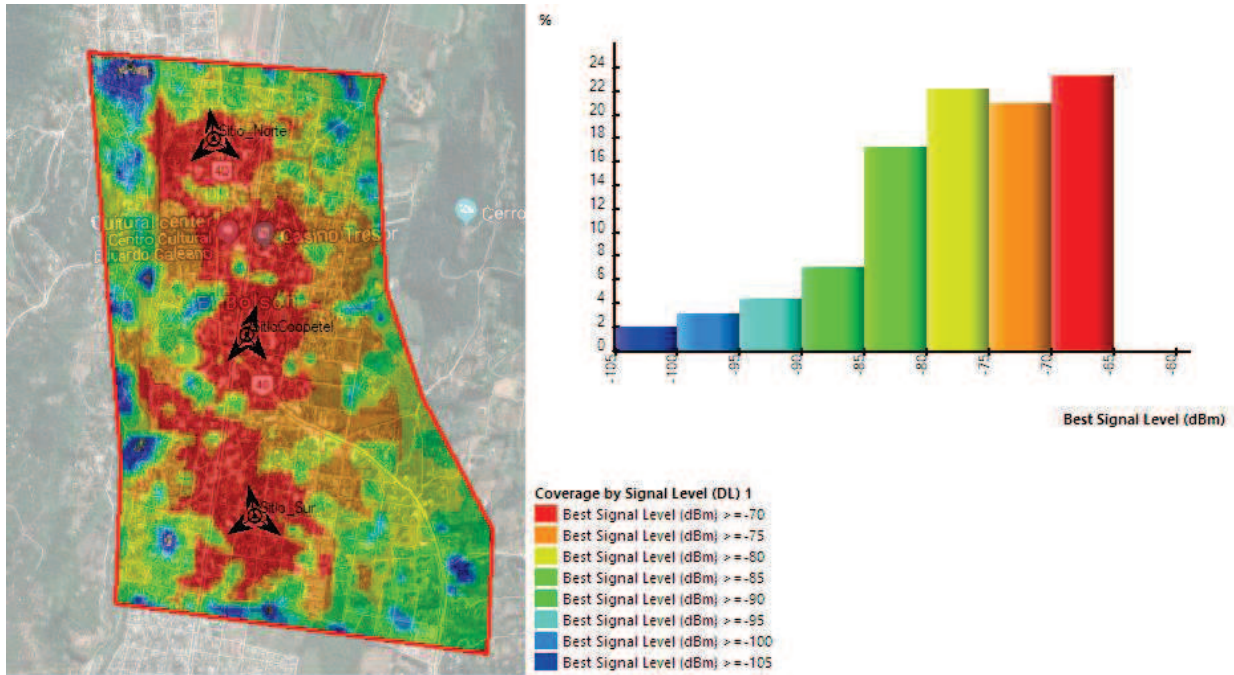 Sitio_Norte
40
Cultural center
Centro Cultural
Eduardo Galeano
Casino Tresor
Cerro
El Bolson
SitioCoopetel
40
Sitio_Sur
%
24
22
20
18
16
14
12
10
8
6
4
2
0
-105
-100
-95
-90
-85
-80
-75
-70
-65
-60
Best Signal Level (dBm)
Coverage by Signal Level (DL) 1
Best Signal Level (dBm) >=-70
Best Signal Level (dBm) >=-75
Best Signal Level (dBm) >=-80
Best Signal Level (dBm) >=-85
Best Signal Level (dBm) >=-90
Best Signal Level (dBm) >=-95
Best Signal Level (dBm) >=-100
Best Signal Level (dBm) >=-105